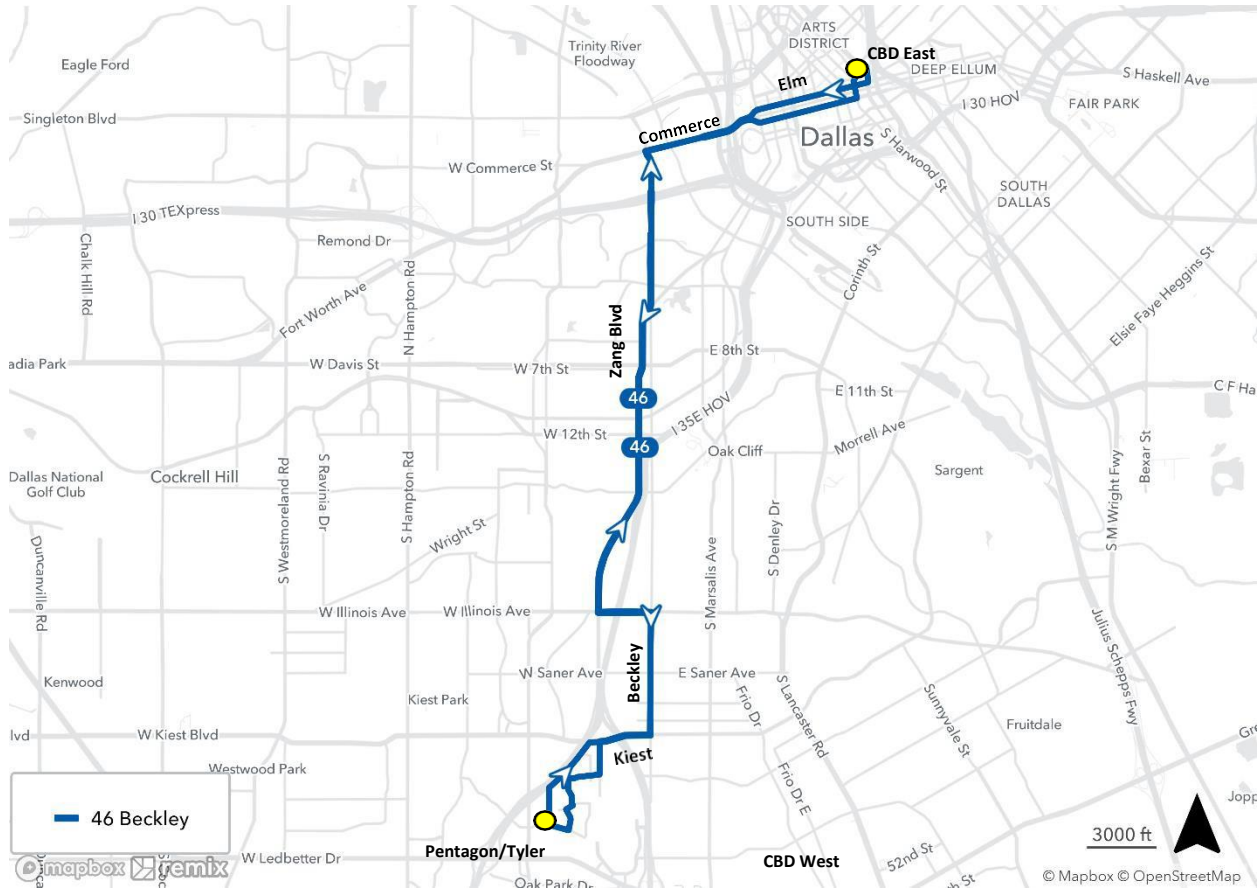 ARTS
DISTRICT
CBD East
Trinity River
Floodway
Eagle Ford
DEEP ELLUM
S Haskell Ave
Elm
I 30 HOV
FAIR PARK
Singleton Blvd
Commerce
Dallas
S Harwood St
W Commerce St
SOUTH
DALLAS
I 30 TEXpress
SOUTH SIDE
Remond Dr
Chalk Hill Rd
N Hampton Rd
Corinth St
Elsie Faye Heggins St
Fort Worth Ave
Zang Blvd
E 8th St
adia Park
W Davis St
W 7th St
E 11th St
C F Ha
46
I 35E HOV
W 12th St
46
Morrell Ave
Oak Cliff
Bexar St
Dallas National
Golf Club
Cockrell Hill
S Westmoreland Rd
S Ravinia Dr
S Hampton Rd
Sargent
S M Wright Fwy
Wright St
S Denley Dr
Duncanville Rd
S Marsalis Ave
W Illinois Ave
W Illinois Ave
Julius Schepps Fwy
W Saner Ave
Beckley
E Saner Ave
Kenwood
Kiest Park
Frio Dr
S Lancaster Rd
Sunnyvale St
Fruitdale
lvd
W Kiest Blvd
Kiest
Gre
Westwood Park
Frio Dr E
Jopp
46 Beckley
3000 ft
Pentagon/Tyler
CBD West
52nd St
mapbox
remix
W Ledbetter Dr
Oak Park Dr
© Mapbox © OpenStreetMap